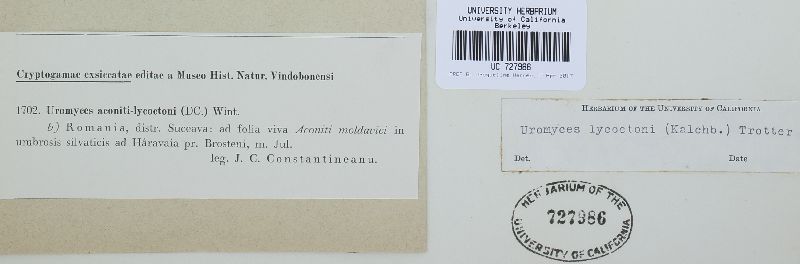 Cryptogamae exsiccatae editae a Museo Hist. Natur. Vindobonensi
1702. Uromyces aconiti-lycoctoni (DC.) Wint.
b) Romania, distr. Suceava: ad folia viva Aconiti moldavici in
umbrosis silvaticis ad Hăravaia pr. Brosteni, m. Jul.
leg. J. C. Constantineanu.
UNIVERSITY HERBARIUM
University of California
Berkeley
UC 727986
HERBARIUM OF THE UNIVERSITY OF CALIFORNIA
Uromyces lycoctoni (Kalchb.) Trotter
Det. Date
HERBARIUM OF THE
727986
UNIVERSITY OF CALIFORNIA